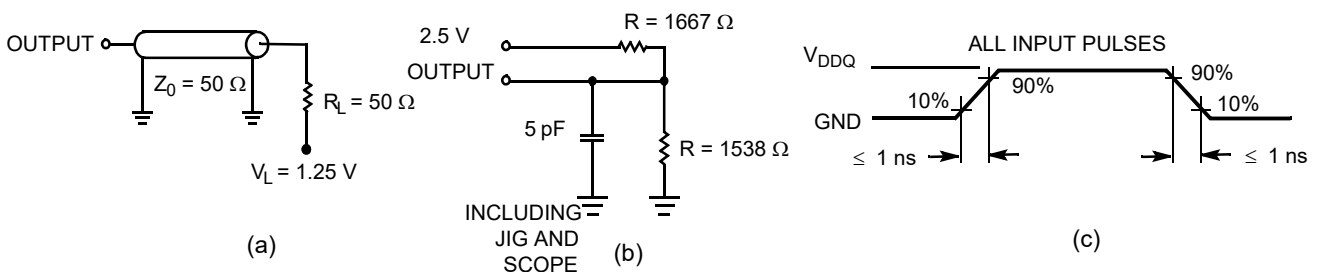 OUTPUT
Z0 = 50 Ω
RL = 50 Ω
VL = 1.25 V
(a)
R = 1667 Ω
2.5 V
OUTPUT
5 pF
R = 1538 Ω
INCLUDING
JIG AND
SCOPE
(b)
ALL INPUT PULSES
VDDQ
90%
90%
10%
10%
GND
≤ 1 ns
≤ 1 ns
(c)